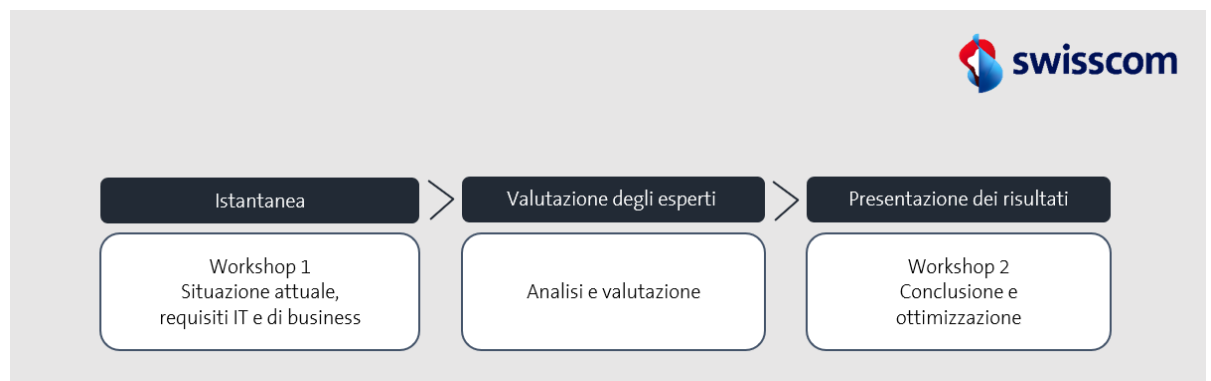 swisscom
Istantanea
Valutazione degli esperti
Presentazione dei risultati
Workshop 1
Situazione attuale,
requisiti IT e di business
Analisi e valutazione
Workshop 2
Conclusione e
ottimizzazione